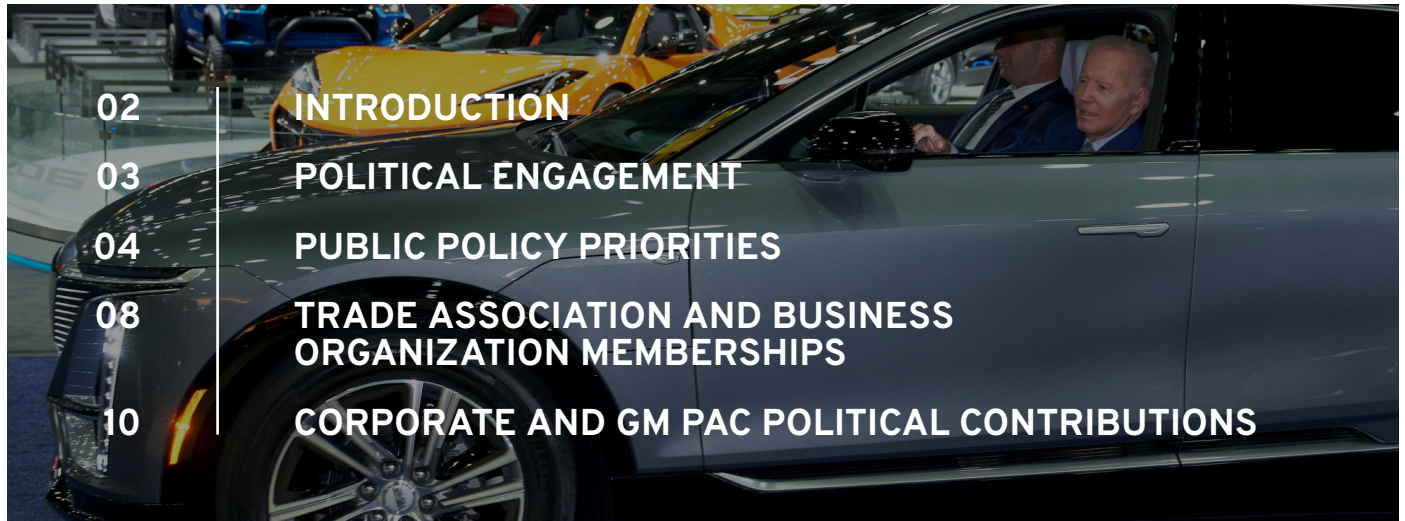 02 INTRODUCTION
03 POLITICAL ENGAGEMENT
04 PUBLIC POLICY PRIORITIES
08 TRADE ASSOCIATION AND BUSINESS
ORGANIZATION MEMBERSHIPS
10 CORPORATE AND GM PAC POLITICAL CONTRIBUTIONS